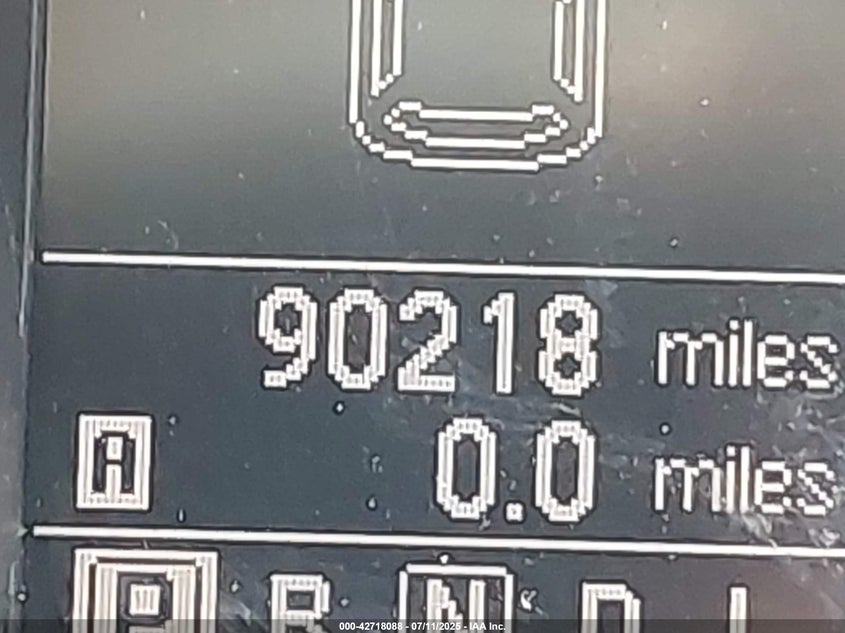 90218 miles
A 0.0 miles
P R N D L
000-42718088 - 07/11/2025 - IAA Inc.